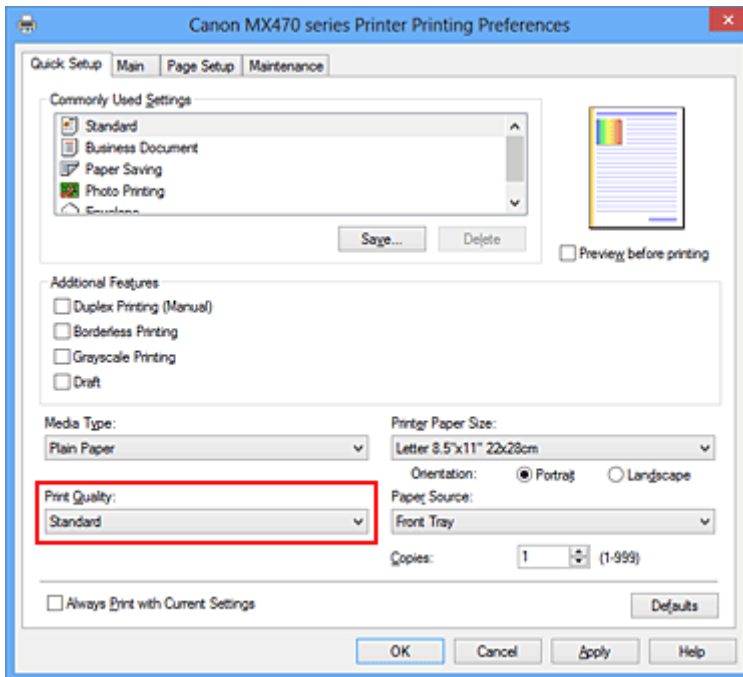 Canon MX470 series Printer Printing Preferences
Quick Setup Main Page Setup Maintenance
Commonly Used Settings
Standard
Business Document
Paper Saving
Photo Printing
Envelope
Save... Delete
Preview before printing
Additional Features
Duplex Printing (Manual)
Borderless Printing
Grayscale Printing
Draft
Media Type: Printer Paper Size:
Plain Paper Letter 8.5"x11" 22x28cm
Orientation: Portrait Landscape
Print Quality: Paper Source:
Standard Front Tray
Copies: 1 (1-999)
Always Print with Current Settings Defaults
OK Cancel Apply Help